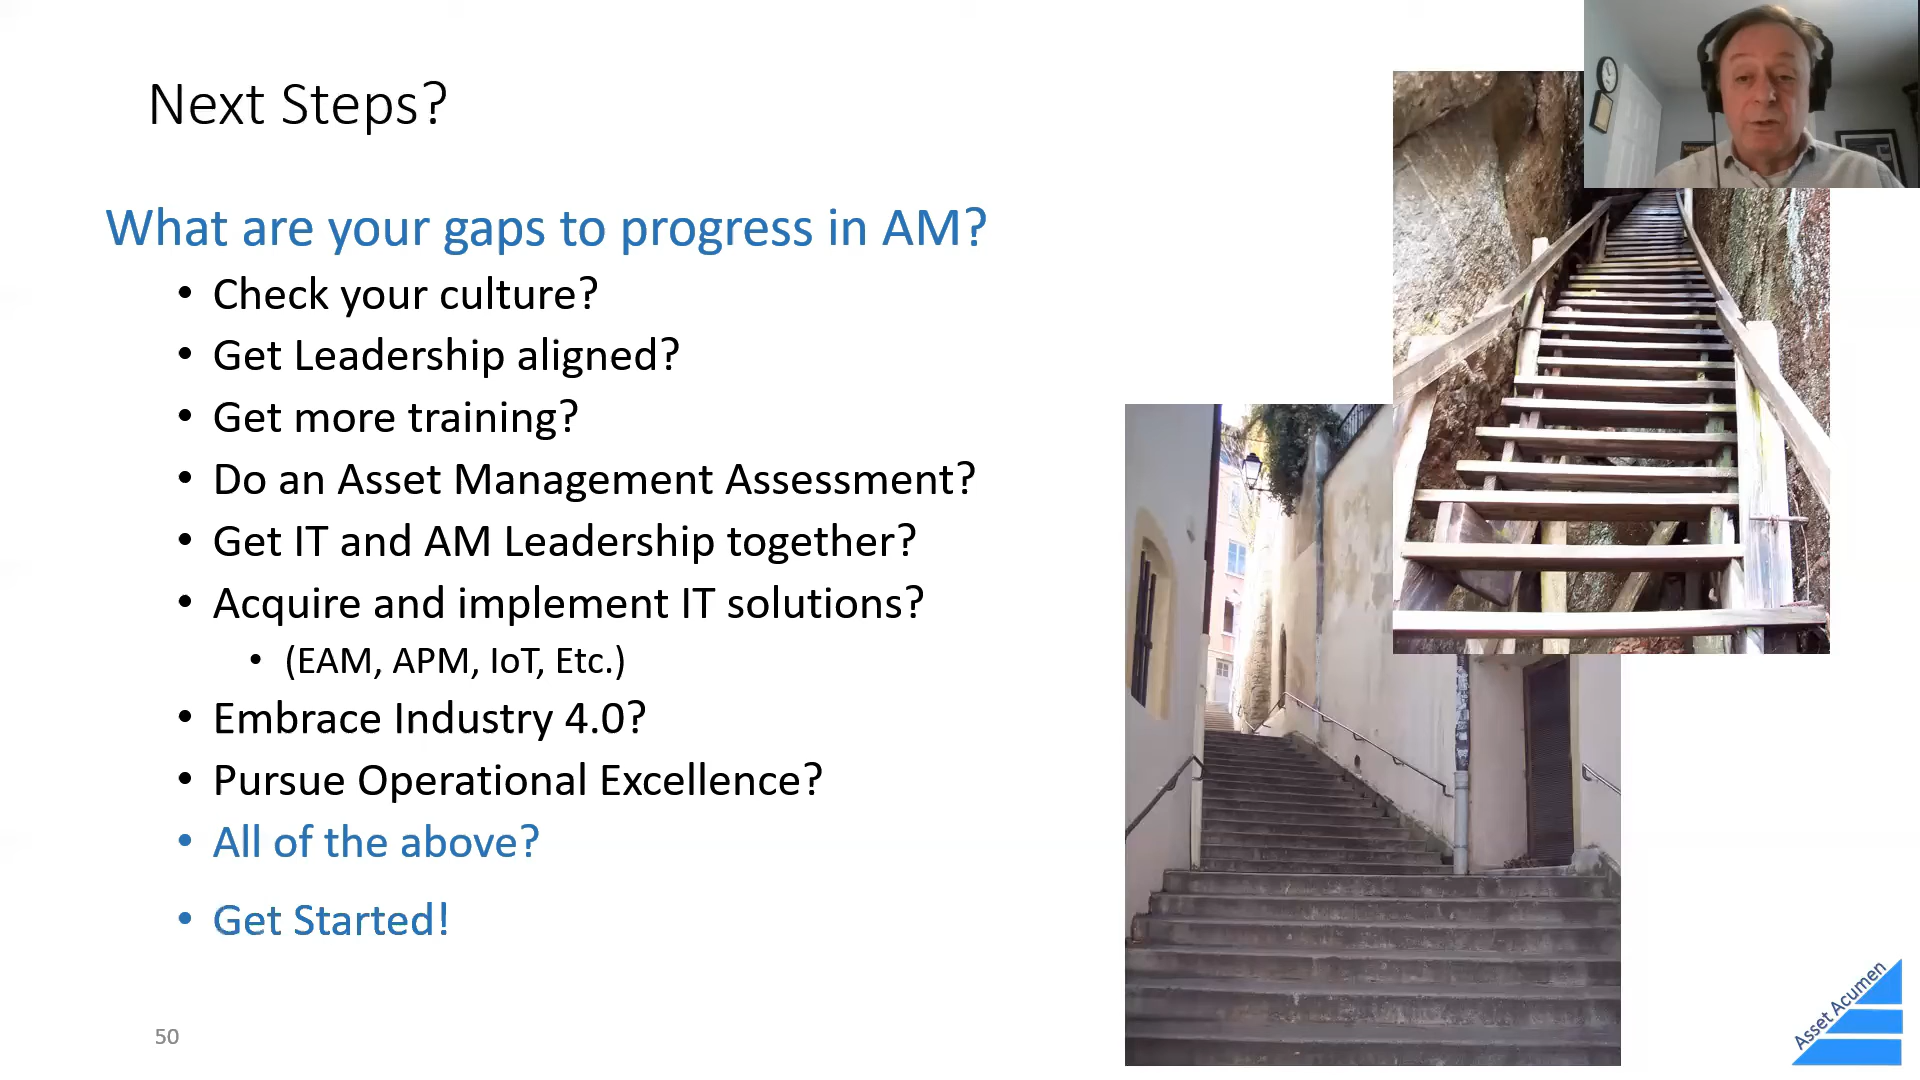 Next Steps?
What are your gaps to progress in AM?
• Check your culture?
• Get Leadership aligned?
• Get more training?
• Do an Asset Management Assessment?
• Get IT and AM Leadership together?
• Acquire and implement IT solutions?
• (EAM, APM, IoT, Etc.)
• Embrace Industry 4.0?
• Pursue Operational Excellence?
• All of the above?
• Get Started!
50
Asset Acumen